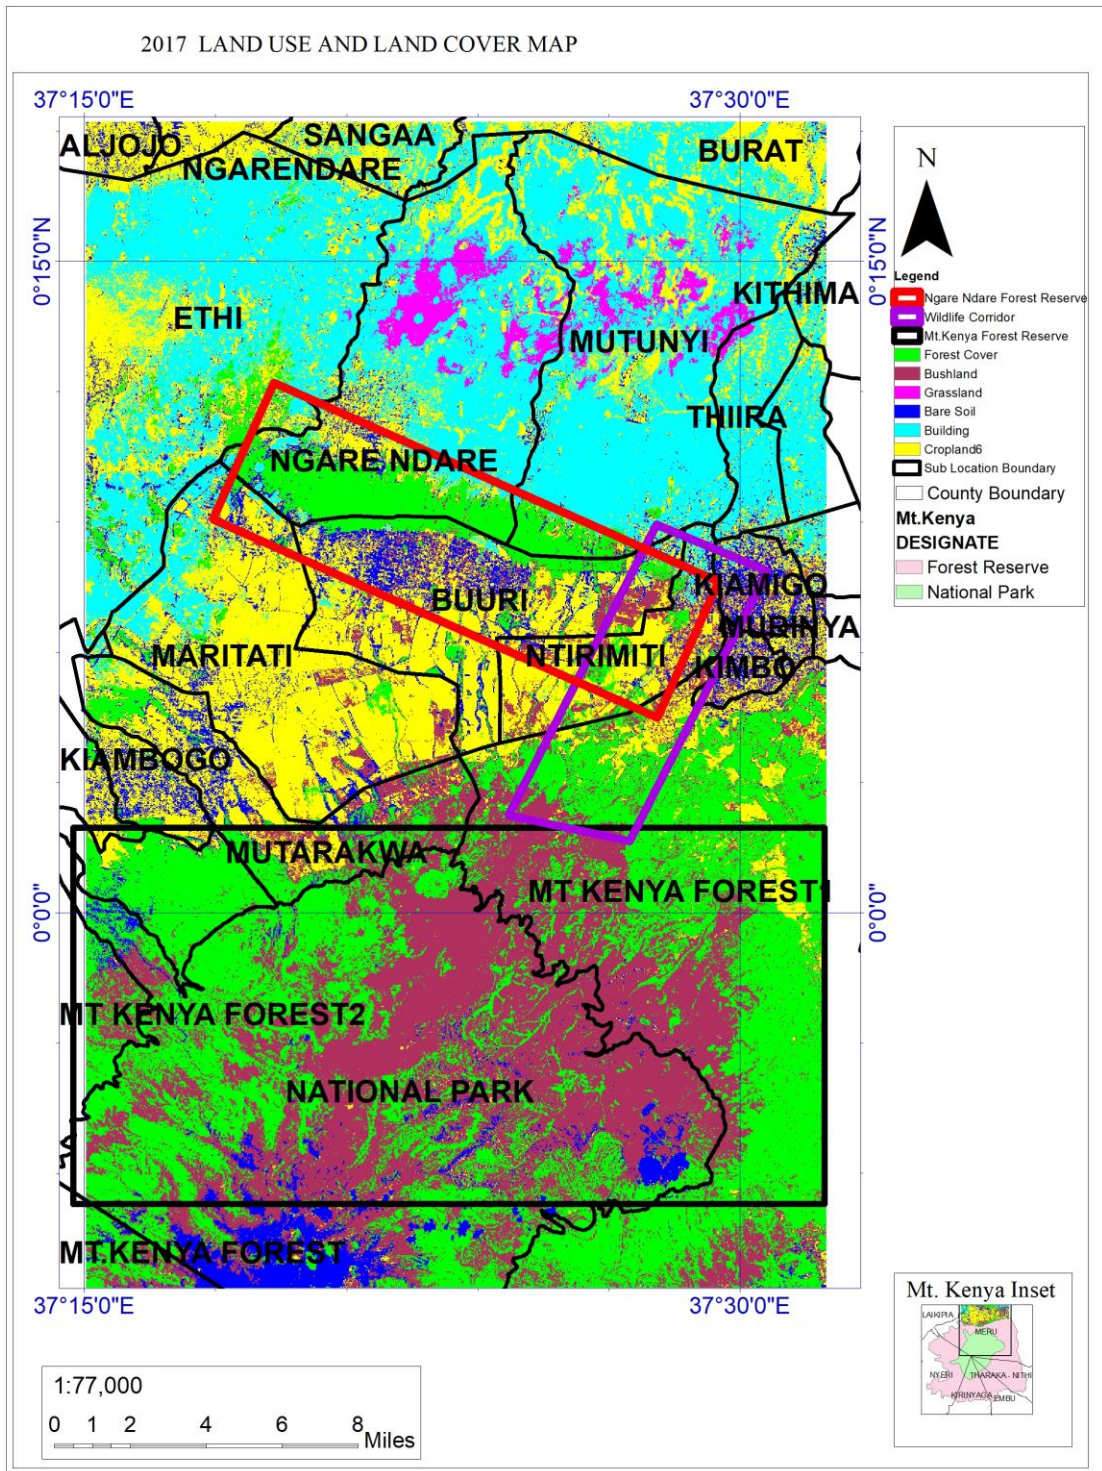 2017 LAND USE AND LAND COVER MAP
37°15'0"E 37°30'0"E
ALJOJO
SANGAA
NGARENDARE
BURAT
0°15'0"N
0°15'0"N
ETHI
KITHIMA
MUTUNYI
THIIRA
NGARE NDARE
KIAMIGO
BUURI
MURINYA
MARITATI
NTIRIMITI
KIMBO
KIAMBOGO
MUTARAKWA
MT KENYA FOREST1
0°0'0"
0°0'0"
MT KENYA FOREST2
NATIONAL PARK
MT.KENYA FOREST
37°15'0"E 37°30'0"E
N
Legend
Ngare Ndare Forest Reserve
Wildlife Corridor
Mt.Kenya Forest Reserve
Forest Cover
Bushland
Grassland
Bare Soil
Building
Cropland6
Sub Location Boundary
County Boundary
Mt.Kenya
DESIGNATE
Forest Reserve
National Park
Mt. Kenya Inset
LAIKIPIA
MERU
NYERI
THARAKA - NITHI
KIRINYAGA
EMBU
1:77,000
0 1 2 4 6 8
Miles